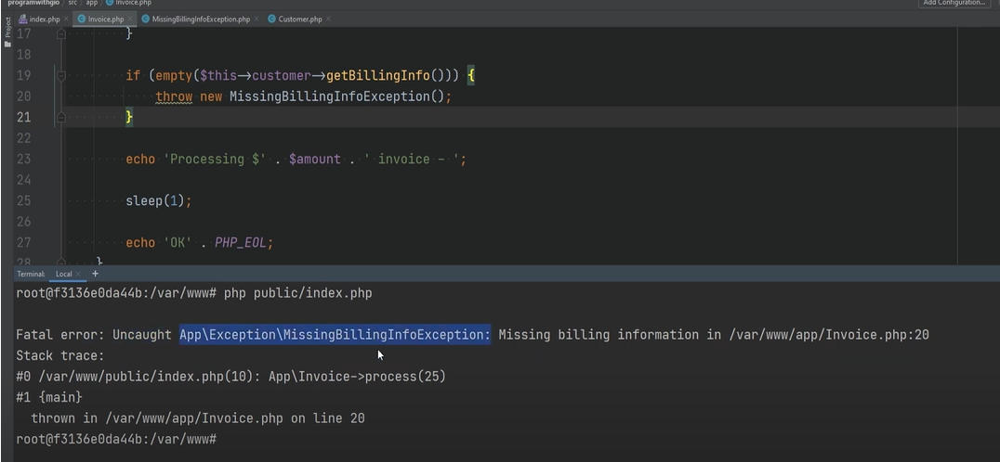 programwithgio › src › app › Invoice.php
Add Configuration...
index.php × Invoice.php × MissingBillingInfoException.php × Customer.php ×
Project
17 }
18
19 if (empty($this->customer->getBillingInfo())) {
20 throw new MissingBillingInfoException();
21 }
22
23 echo 'Processing $' . $amount . ' invoice - ';
24
25 sleep(1);
26
27 echo 'OK' . PHP_EOL;
28 }
Terminal: Local × +
root@f3136e0da44b:/var/www# php public/index.php
Fatal error: Uncaught App\Exception\MissingBillingInfoException: Missing billing information in /var/www/app/Invoice.php:20
Stack trace:
#0 /var/www/public/index.php(10): App\Invoice->process(25)
#1 {main}
thrown in /var/www/app/Invoice.php on line 20
root@f3136e0da44b:/var/www#